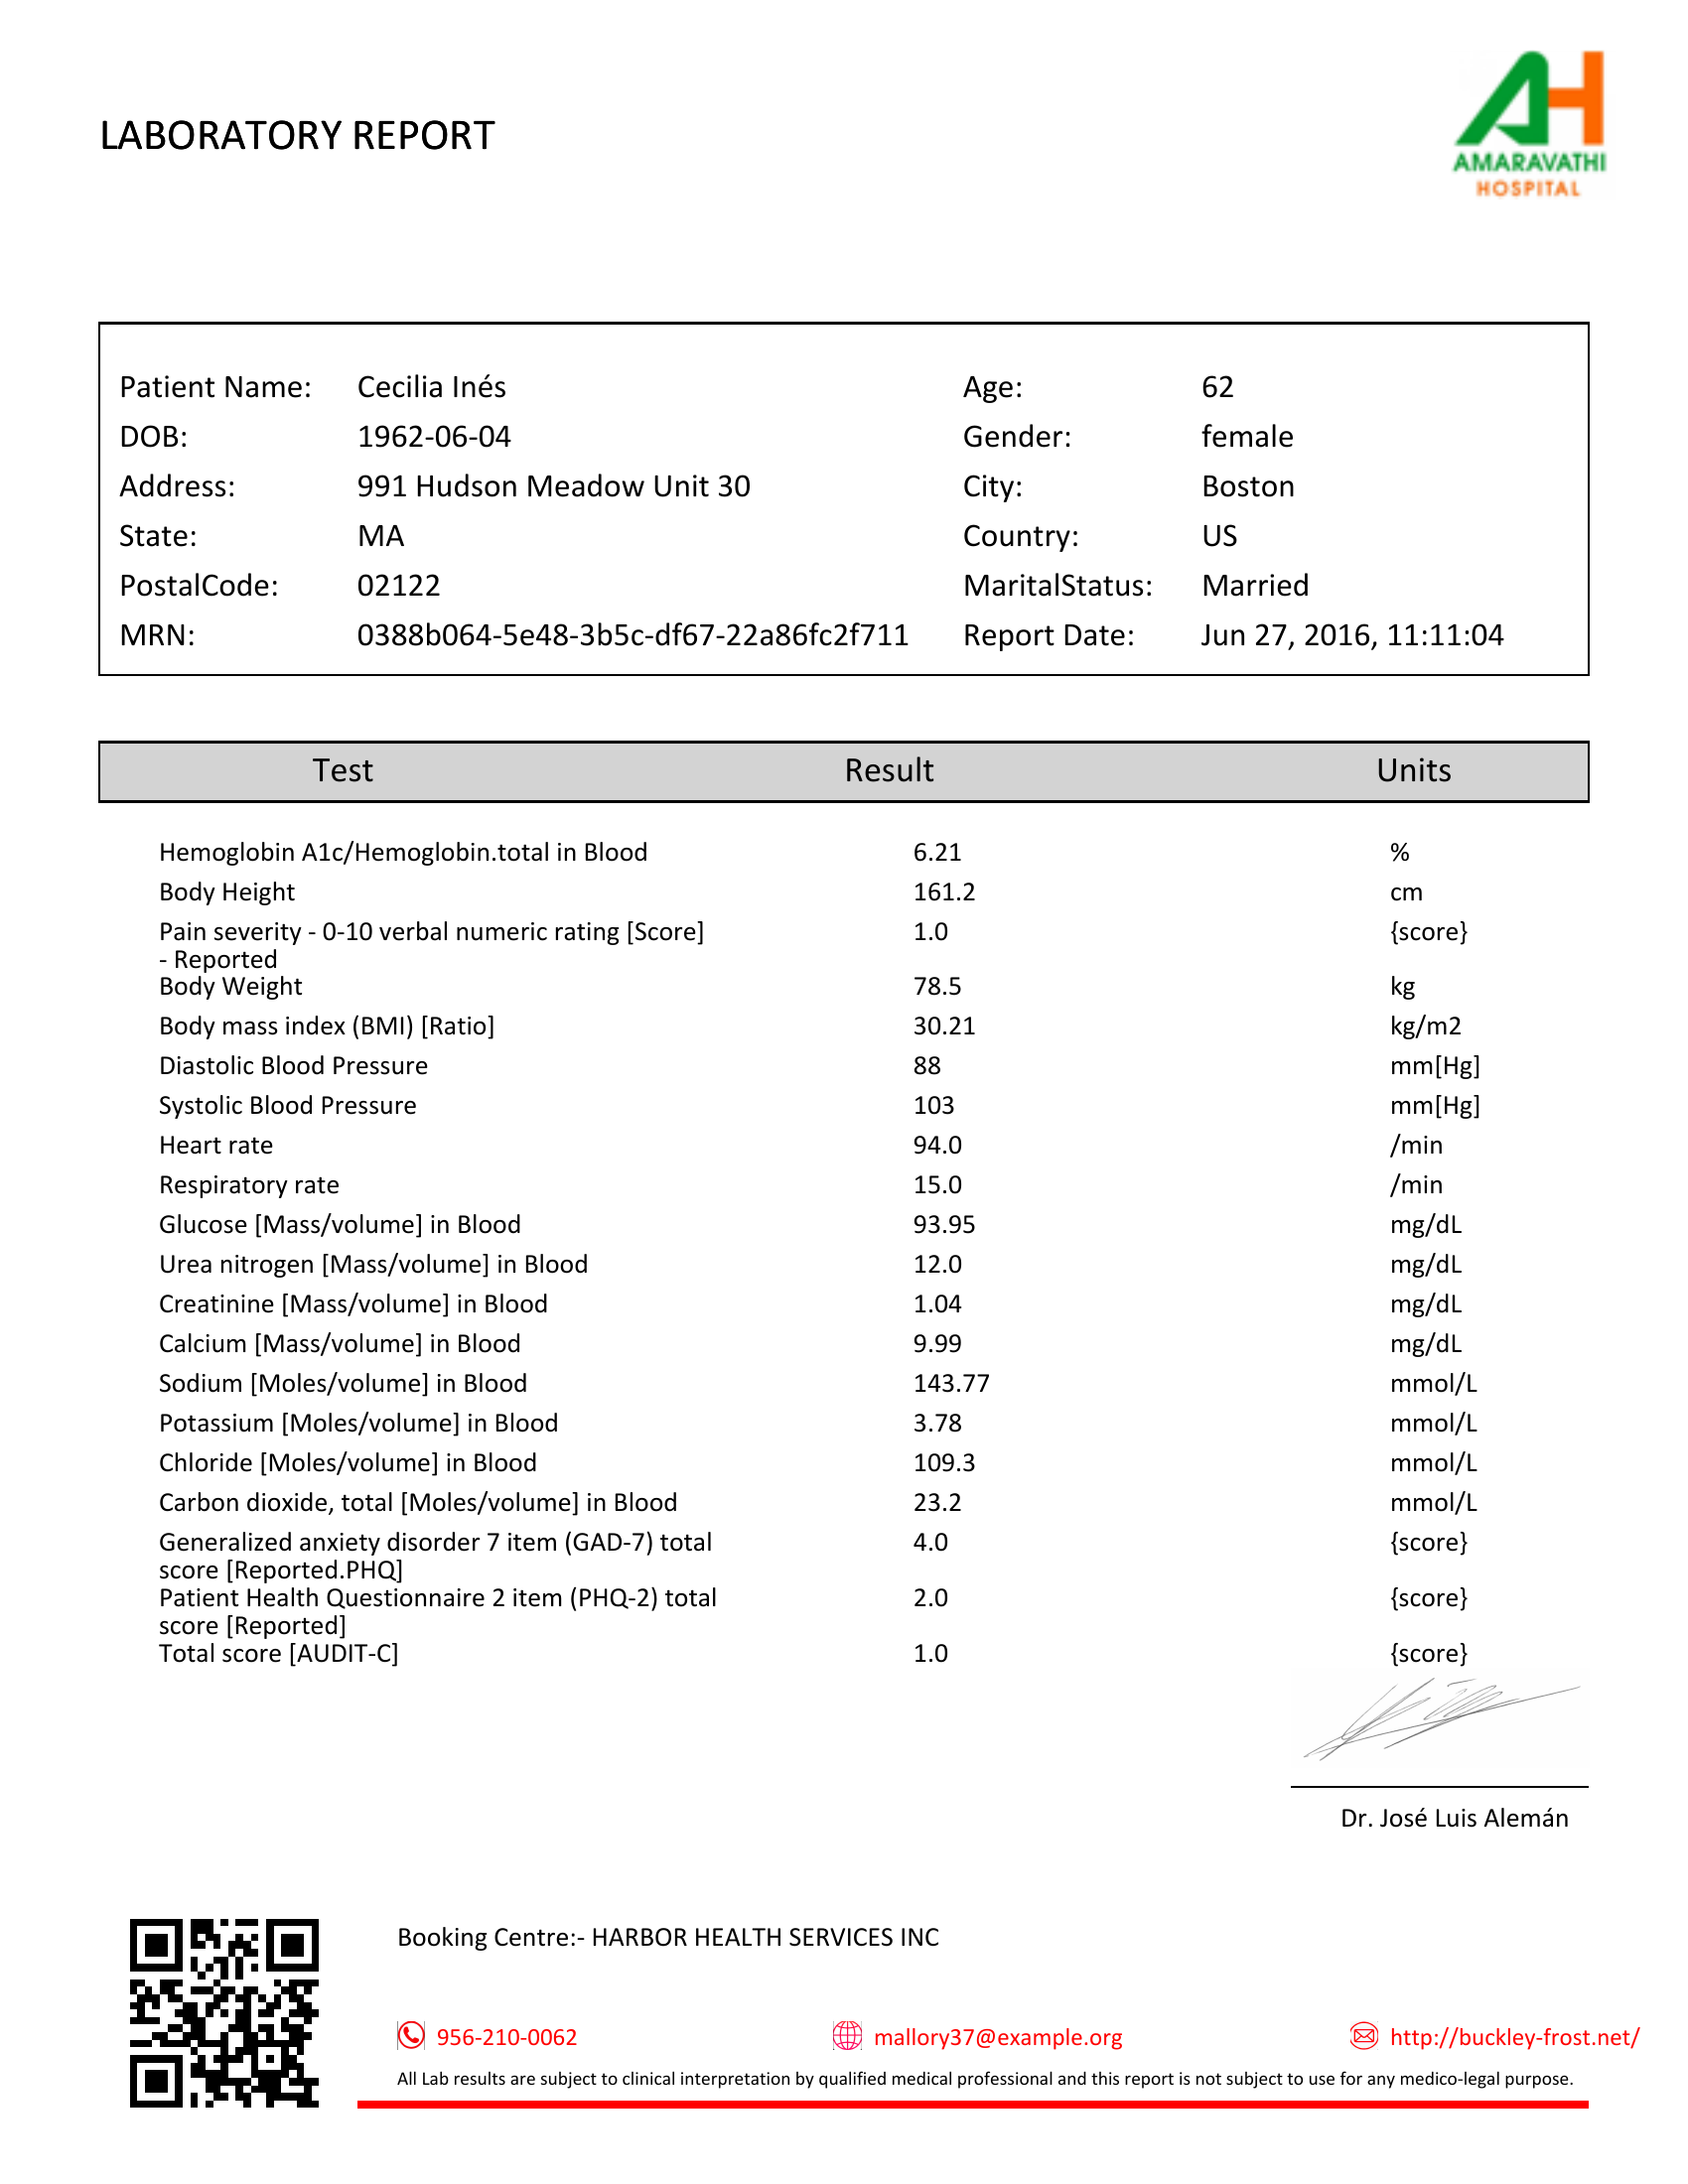 LABORATORY REPORT
AH
AMARAVATHI
HOSPITAL
Patient Name: Cecilia Inés Age: 62
DOB: 1962-06-04 Gender: female
Address: 991 Hudson Meadow Unit 30 City: Boston
State: MA Country: US
PostalCode: 02122 MaritalStatus: Married
MRN: 0388b064-5e48-3b5c-df67-22a86fc2f711 Report Date: Jun 27, 2016, 11:11:04
Test Result Units
Hemoglobin A1c/Hemoglobin.total in Blood 6.21 %
Body Height 161.2 cm
Pain severity - 0-10 verbal numeric rating [Score] 1.0 {score}
- Reported
Body Weight 78.5 kg
Body mass index (BMI) [Ratio] 30.21 kg/m2
Diastolic Blood Pressure 88 mm[Hg]
Systolic Blood Pressure 103 mm[Hg]
Heart rate 94.0 /min
Respiratory rate 15.0 /min
Glucose [Mass/volume] in Blood 93.95 mg/dL
Urea nitrogen [Mass/volume] in Blood 12.0 mg/dL
Creatinine [Mass/volume] in Blood 1.04 mg/dL
Calcium [Mass/volume] in Blood 9.99 mg/dL
Sodium [Moles/volume] in Blood 143.77 mmol/L
Potassium [Moles/volume] in Blood 3.78 mmol/L
Chloride [Moles/volume] in Blood 109.3 mmol/L
Carbon dioxide, total [Moles/volume] in Blood 23.2 mmol/L
Generalized anxiety disorder 7 item (GAD-7) total 4.0 {score}
score [Reported.PHQ]
Patient Health Questionnaire 2 item (PHQ-2) total 2.0 {score}
score [Reported]
Total score [AUDIT-C] 1.0 {score}
Dr. José Luis Alemán
Booking Centre:- HARBOR HEALTH SERVICES INC
956-210-0062 mallory37@example.org http://buckley-frost.net/
All Lab results are subject to clinical interpretation by qualified medical professional and this report is not subject to use for any medico-legal purpose.